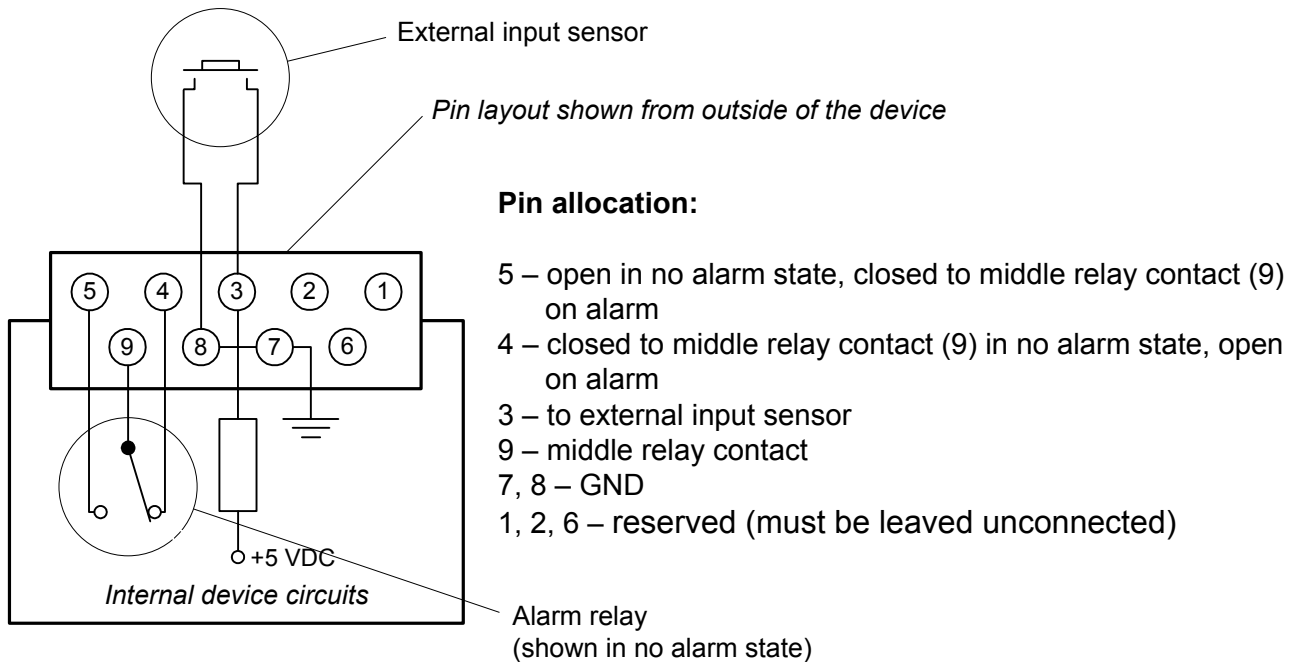 External input sensor
Pin layout shown from outside of the device
Pin allocation:
5 – open in no alarm state, closed to middle relay contact (9)
on alarm
4 – closed to middle relay contact (9) in no alarm state, open
on alarm
3 – to external input sensor
9 – middle relay contact
7, 8 – GND
1, 2, 6 – reserved (must be leaved unconnected)
5 4 3 2 1
9 8 7 6
+5 VDC
Internal device circuits
Alarm relay
(shown in no alarm state)